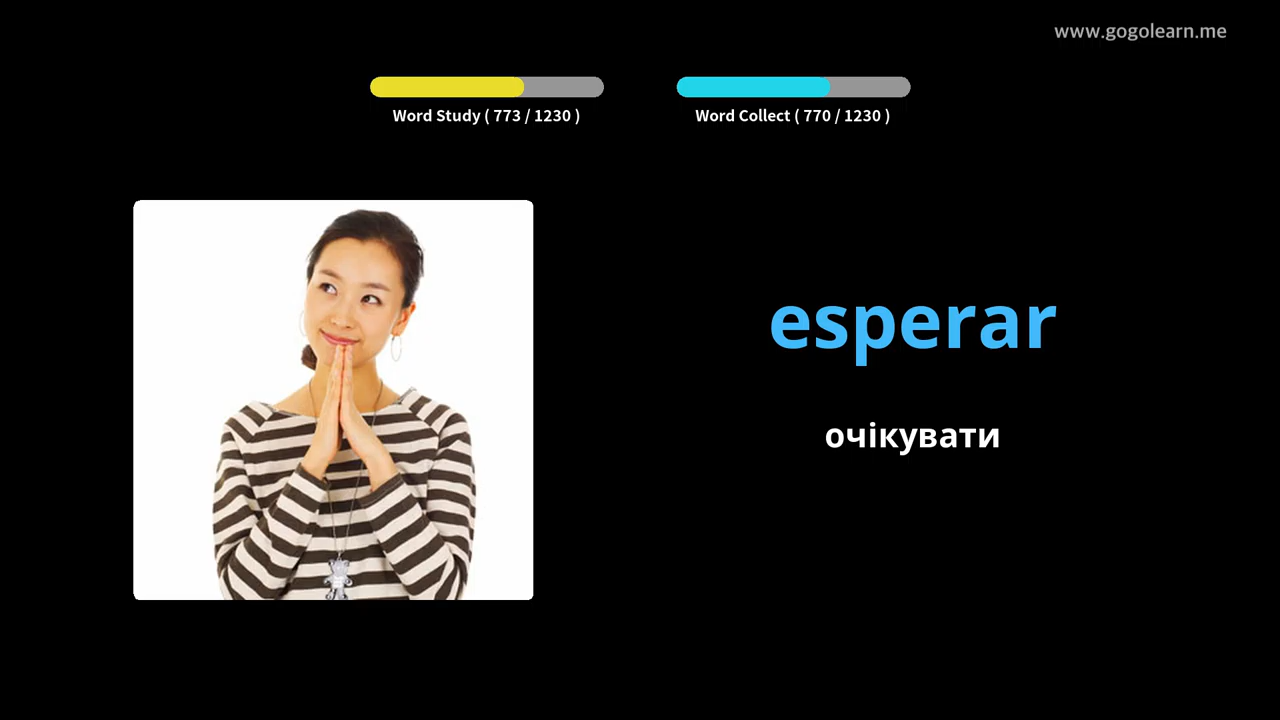 www.gogolearn.me
Word Study ( 773 / 1230 )
Word Collect ( 770 / 1230 )
esperar
очікувати